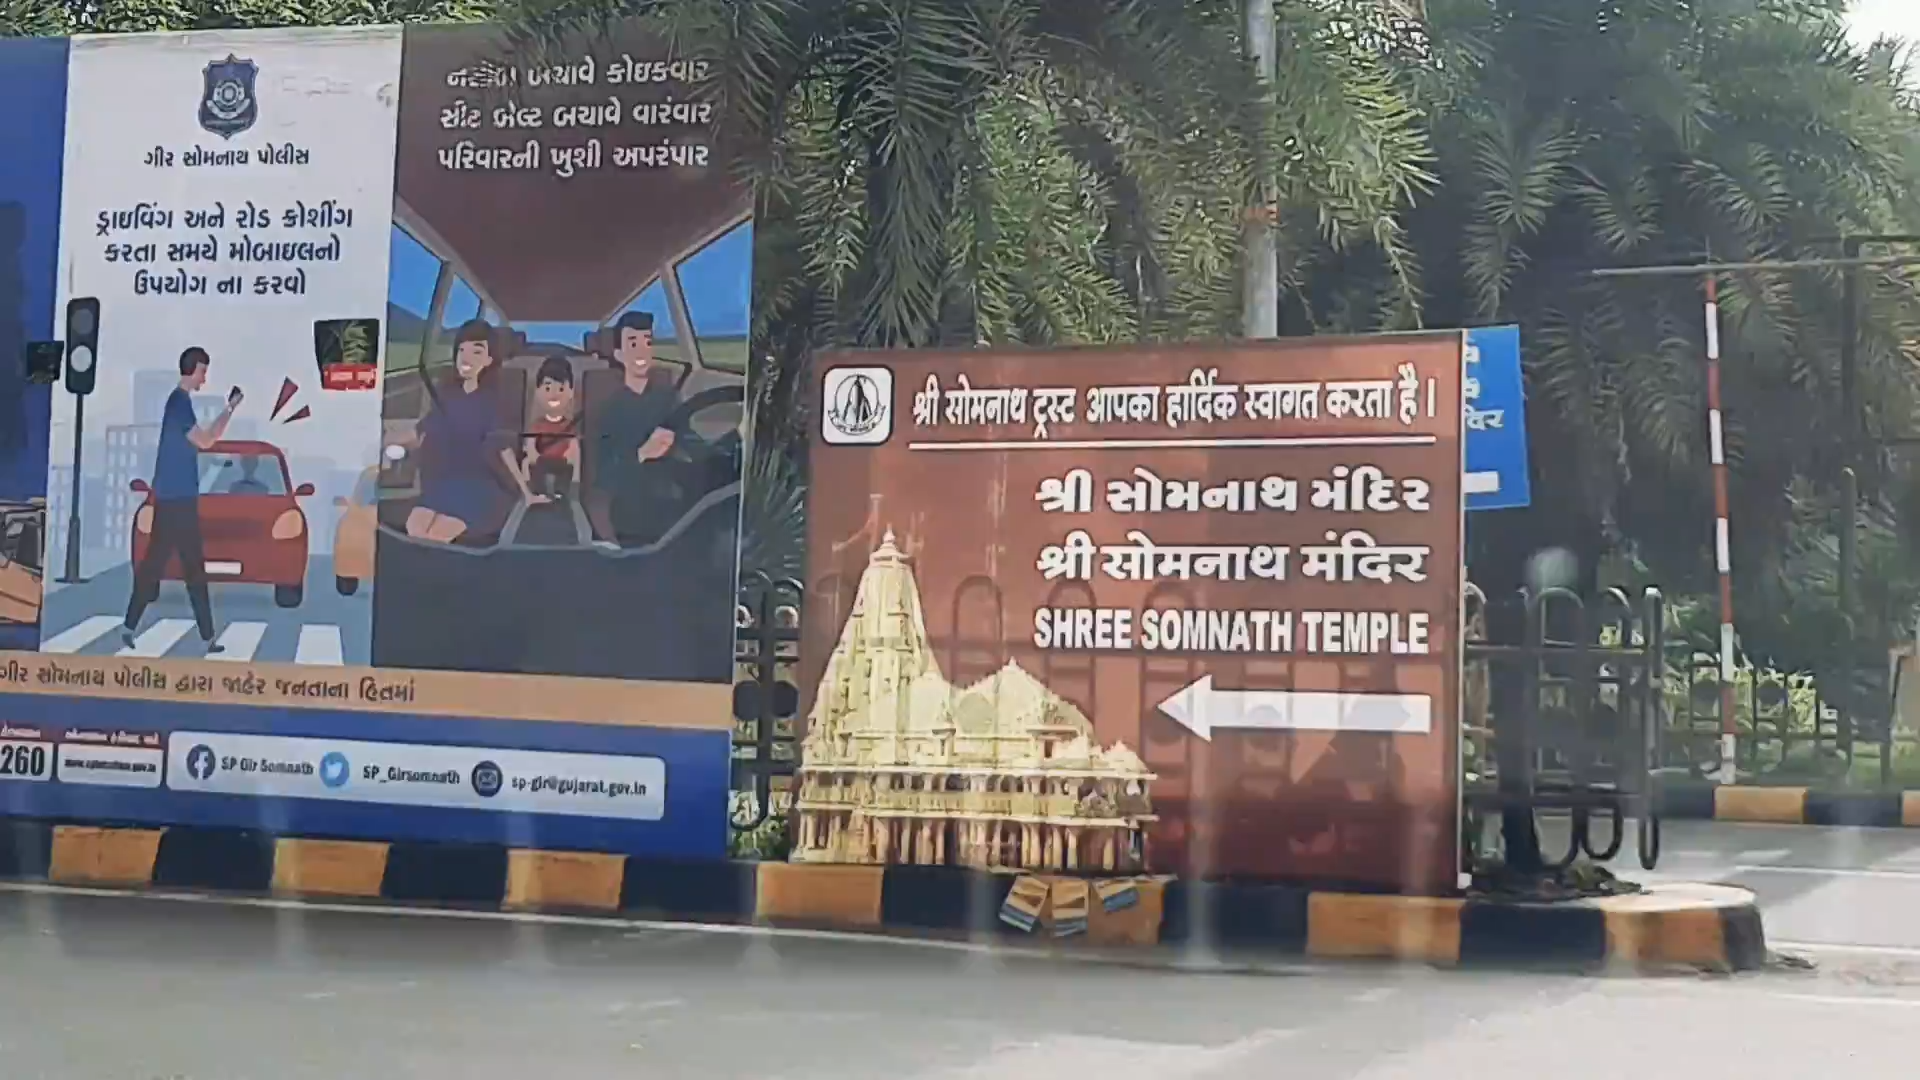 ગીર સોમનાથ પોલીસ
ડ્રાઇવિંગ અને રોડ ક્રોસીંગ
કરતા સમયે મોબાઇલનો
ઉપયોગ ના કરવો
બચાવે કોઇકવાર
સીટ બેલ્ટ બચાવે વારંવાર
પરિવારની ખુશી અપરંપાર
ગીર સોમનાથ પોલીસ દ્વારા જાહેર જનતાના હિતમાં
260
SP Gir Somnath
SP_Girsomnath
sp-gir@gujarat.gov.in
श्री सोमनाथ ट्रस्ट आपका हार्दिक स्वागत करता है।
શ્રી સોમનાથ મંદિર
શ્રી સોમનાથ મંદિર
SHREE SOMNATH TEMPLE